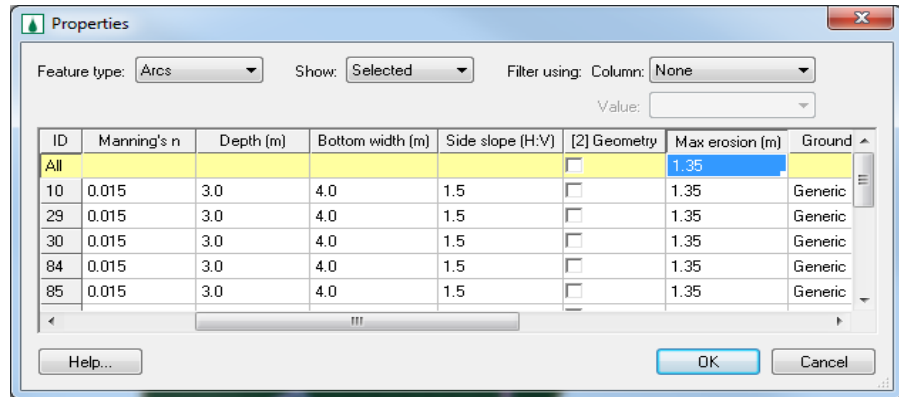 Properties
Feature type: Arcs Show: Selected Filter using: Column: None
Value:
ID Manning's n Depth (m) Bottom width (m) Side slope (H:V) [2] Geometry Max erosion (m) Ground
All 1.35
10 0.015 3.0 4.0 1.5 1.35 Generic
29 0.015 3.0 4.0 1.5 1.35 Generic
30 0.015 3.0 4.0 1.5 1.35 Generic
84 0.015 3.0 4.0 1.5 1.35 Generic
85 0.015 3.0 4.0 1.5 1.35 Generic
Help... OK Cancel